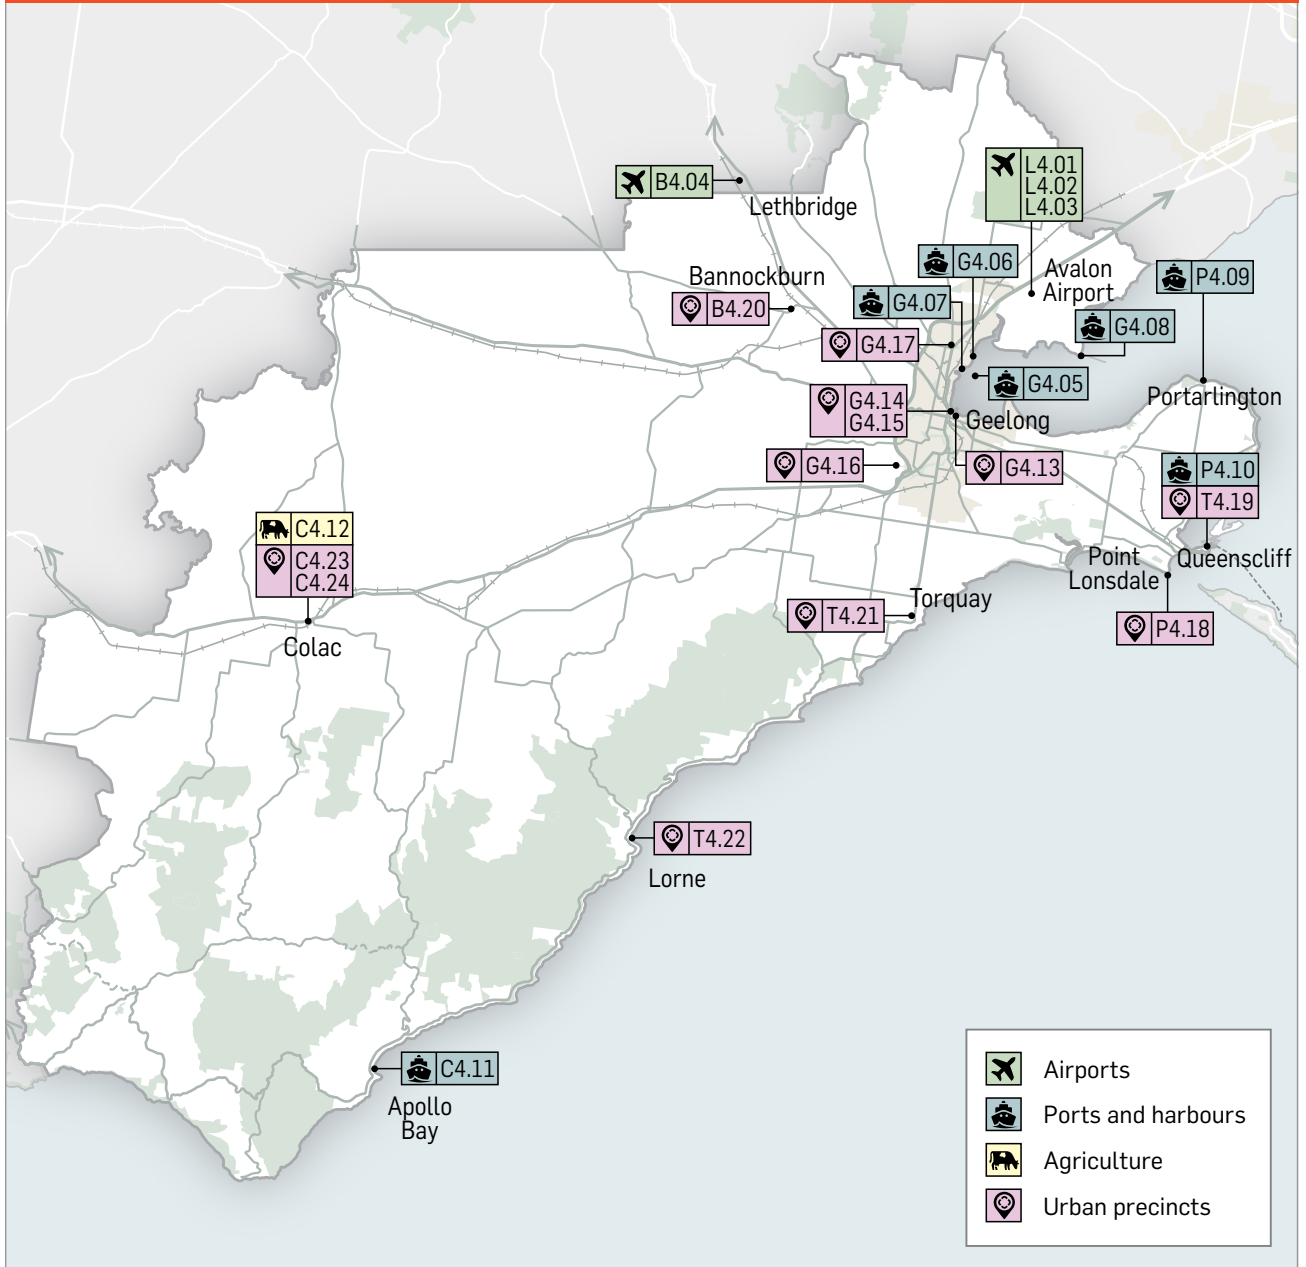 B4.04
Lethbridge
L4.01
L4.02
L4.03
G4.06
Avalon
Airport
P4.09
Bannockburn
B4.20
G4.07
G4.08
G4.17
G4.05
Portarlington
G4.14
G4.15
Geelong
G4.16
G4.13
P4.10
T4.19
C4.12
C4.23
C4.24
Colac
Point
Lonsdale
Queenscliff
Torquay
T4.21
P4.18
T4.22
Lorne
C4.11
Apollo
Bay
Airports
Ports and harbours
Agriculture
Urban precincts